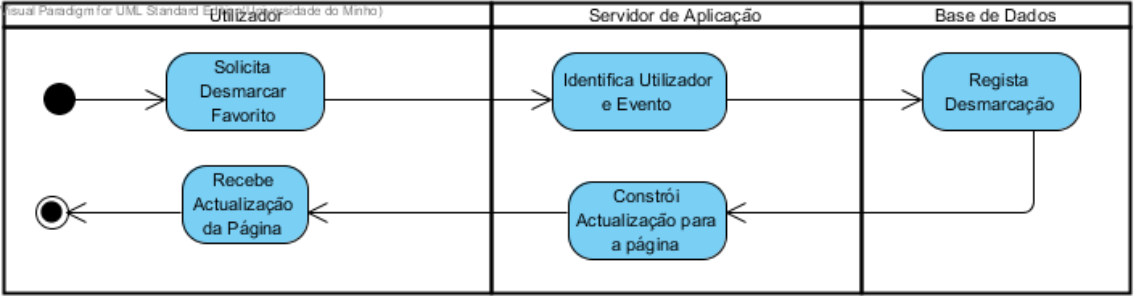 Visual Paradigm for UML Standard Edition(Universidade do Minho)
Utilizador
Servidor de Aplicação
Base de Dados
Solicita
Desmarcar
Favorito
Identifica Utilizador
e Evento
Regista
Desmarcação
Recebe
Actualização
da Página
Constrói
Actualização para
a página